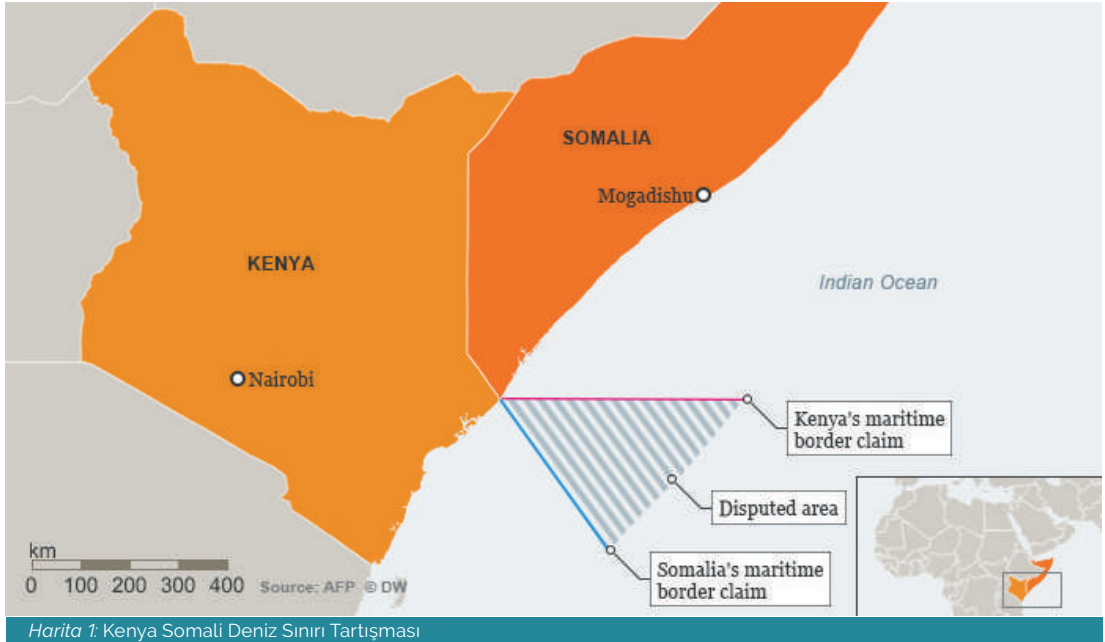 SOMALIA
Mogadishu
KENYA
Indian Ocean
Nairobi
Kenya's maritime
border claim
Disputed area
Somalia's maritime
border claim
km
0 100 200 300 400
Source: AFP © DW
Harita 1: Kenya Somali Deniz Sınırı Tartışması